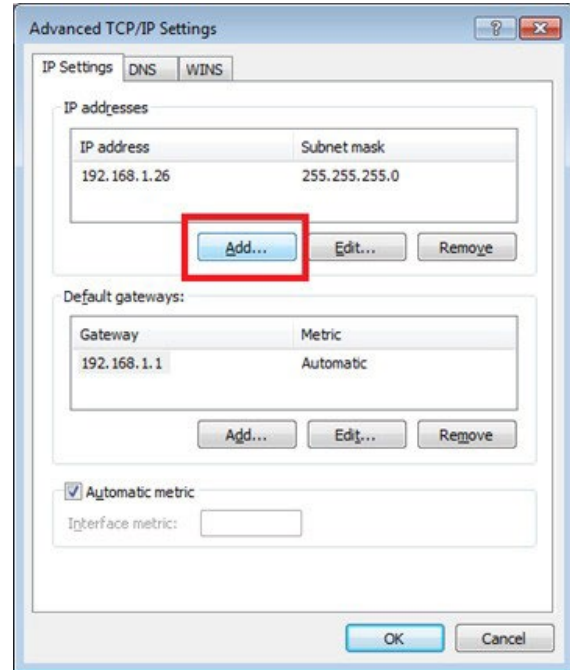 Advanced TCP/IP Settings
IP Settings DNS WINS
IP addresses
IP address Subnet mask
192.168.1.26 255.255.255.0
Add... Edit... Remove
Default gateways:
Gateway Metric
192.168.1.1 Automatic
Add... Edit... Remove
Automatic metric
Interface metric:
OK Cancel